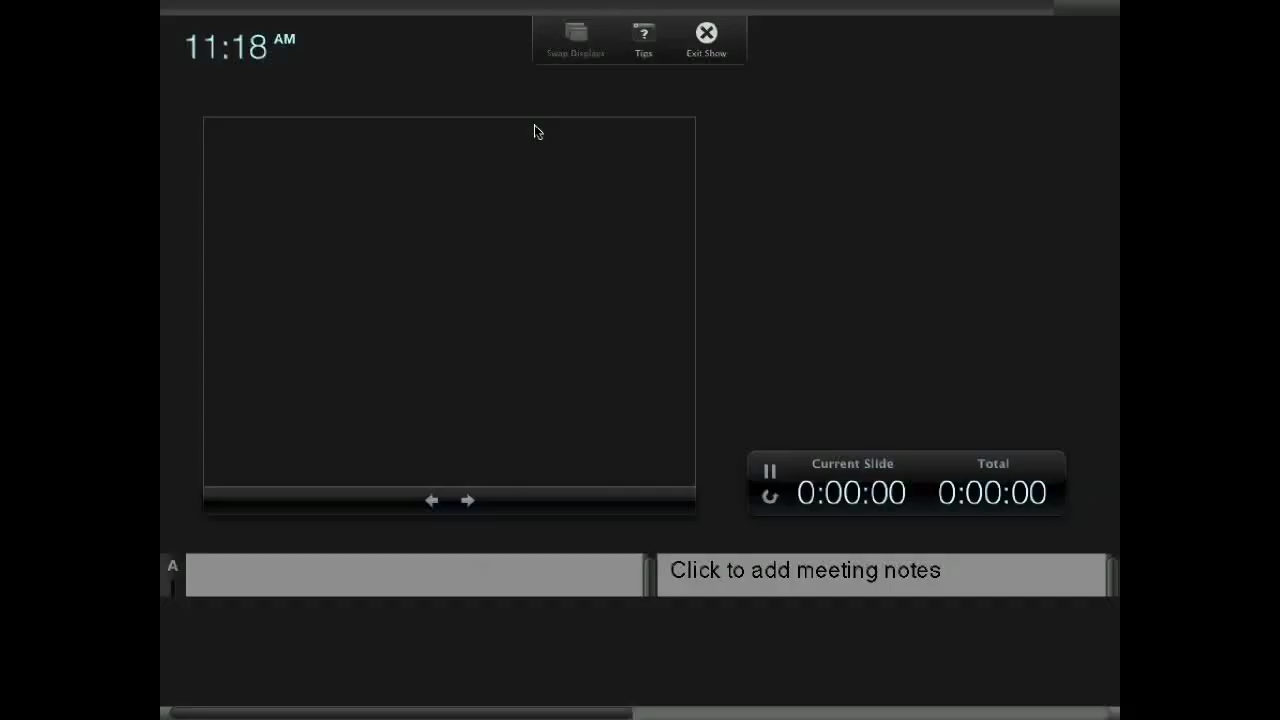 11:18 AM
Swap Displays
Tips
Exit Show
Current Slide
Total
0:00:00
0:00:00
A
Click to add meeting notes